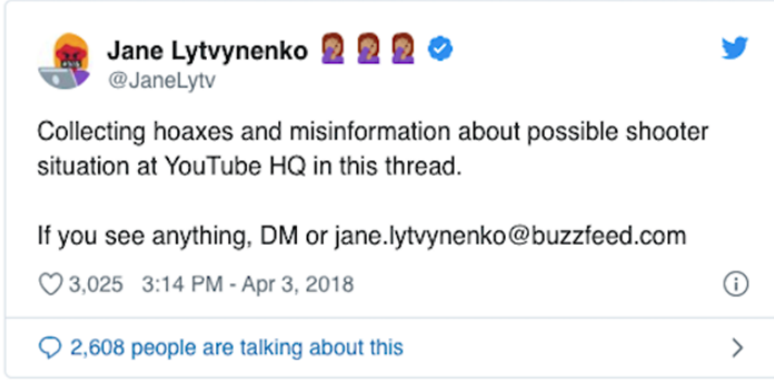 Jane Lytvynenko 🤦🏽‍♀️ 🤦🏽‍♀️ 🤦🏽‍♀️
@JaneLytv
Collecting hoaxes and misinformation about possible shooter
situation at YouTube HQ in this thread.
If you see anything, DM or jane.lytvynenko@buzzfeed.com
3,025 3:14 PM - Apr 3, 2018
2,608 people are talking about this